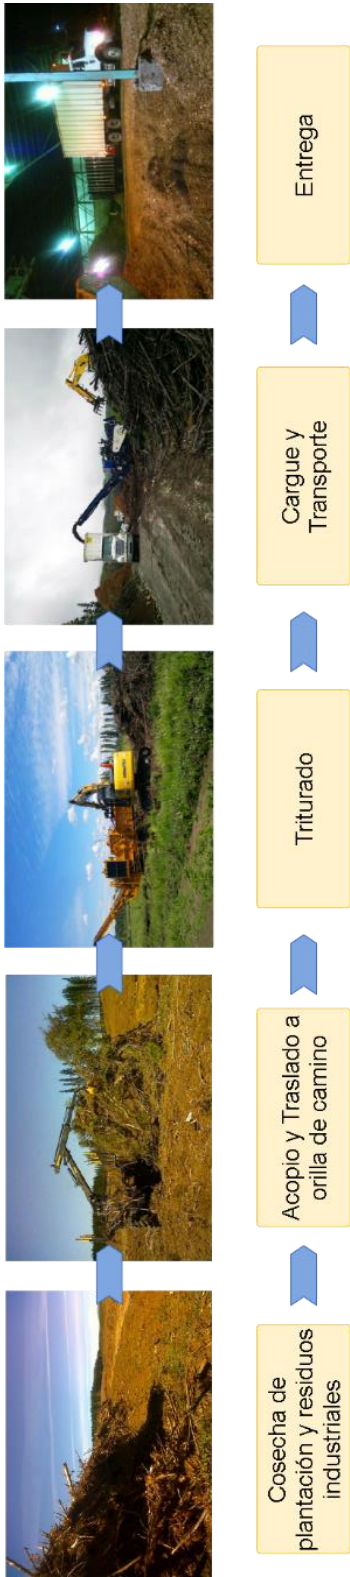 Cosecha de
plantación y residuos
industriales
Acopio y Traslado a
orilla de camino
Triturado
Cargue y
Transporte
Entrega